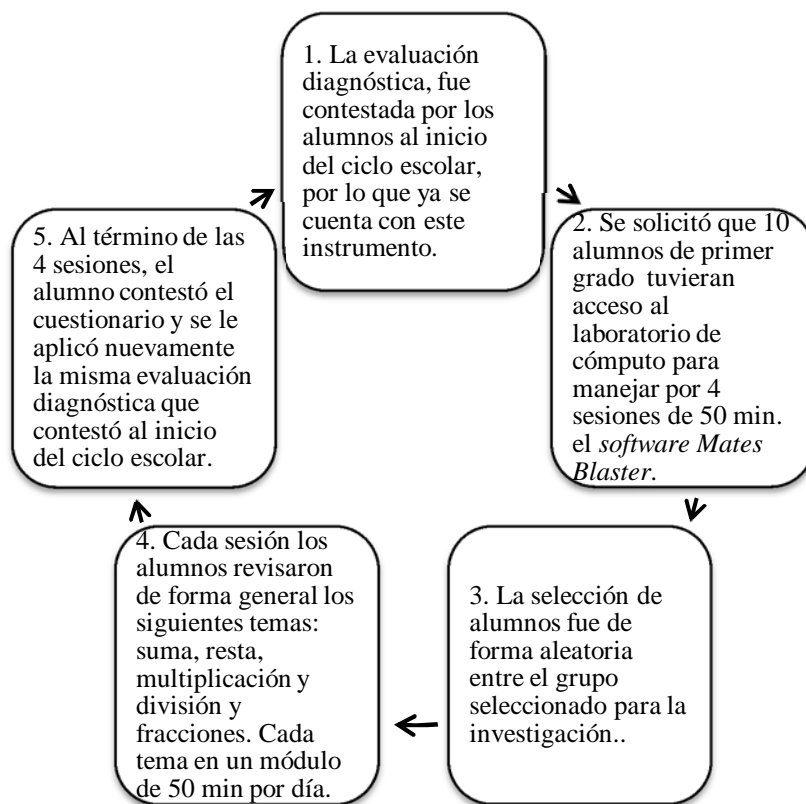 1. La evaluación
diagnóstica, fue
contestada por los
alumnos al inicio
del ciclo escolar,
por lo que ya se
cuenta con este
instrumento.
2. Se solicitó que 10
alumnos de primer
grado tuvieran
acceso al
laboratorio de
cómputo para
manejar por 4
sesiones de 50 min.
el software Mates
Blaster.
3. La selección de
alumnos fue de
forma aleatoria
entre el grupo
seleccionado para la
investigación..
4. Cada sesión los
alumnos revisaron
de forma general los
siguientes temas:
suma, resta,
multiplicación y
división y
fracciones. Cada
tema en un módulo
de 50 min por día.
5. Al término de las
4 sesiones, el
alumno contestó el
cuestionario y se le
aplicó nuevamente
la misma evaluación
diagnóstica que
contestó al inicio
del ciclo escolar.